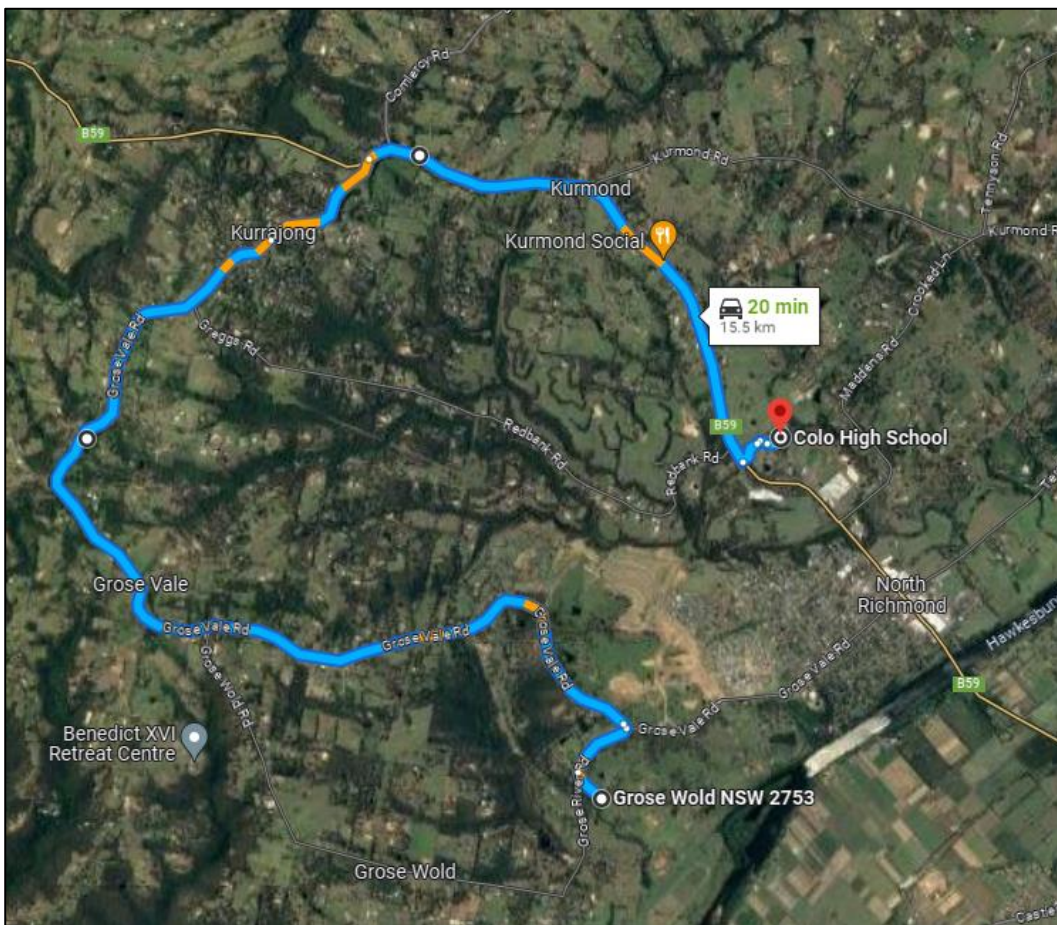 Comleroy Rd
B59
Kurmond Rd
Tennyson Rd
Kurmond
Kurrajong
Kurmond Social
Kurmond R
Crooked Ln
20 min
15.5 km
Grose Vale Rd
Greggs Rd
Maddens Rd
B59
Redbank Rd
Redbank Rd
Colo High School
Te
Grose Vale
North
Richmond
Hawkesbur
Grose Vale Rd
Grose Vale Rd
Grose Vale Rd
Grose Vale Rd
Grose Vale Rd
B59
Grose Wold Rd
Benedict XVI
Retreat Centre
Grose River Rd
Grose Wold NSW 2753
Grose Wold
Castle